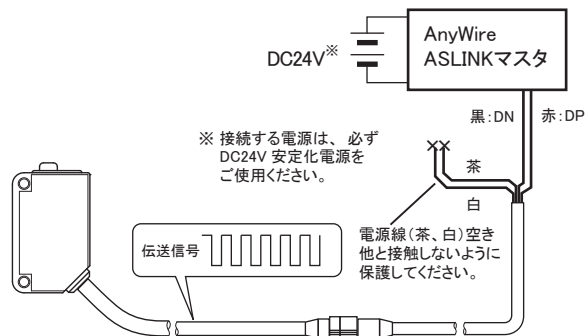 AnyWire
ASLINKマスタ
DC24V※
黒:DN
赤:DP
※ 接続する電源は、必ず
DC24V 安定化電源を
ご使用ください。
茶
白
伝送信号
電源線(茶、白)空き
他と接触しないように
保護してください。